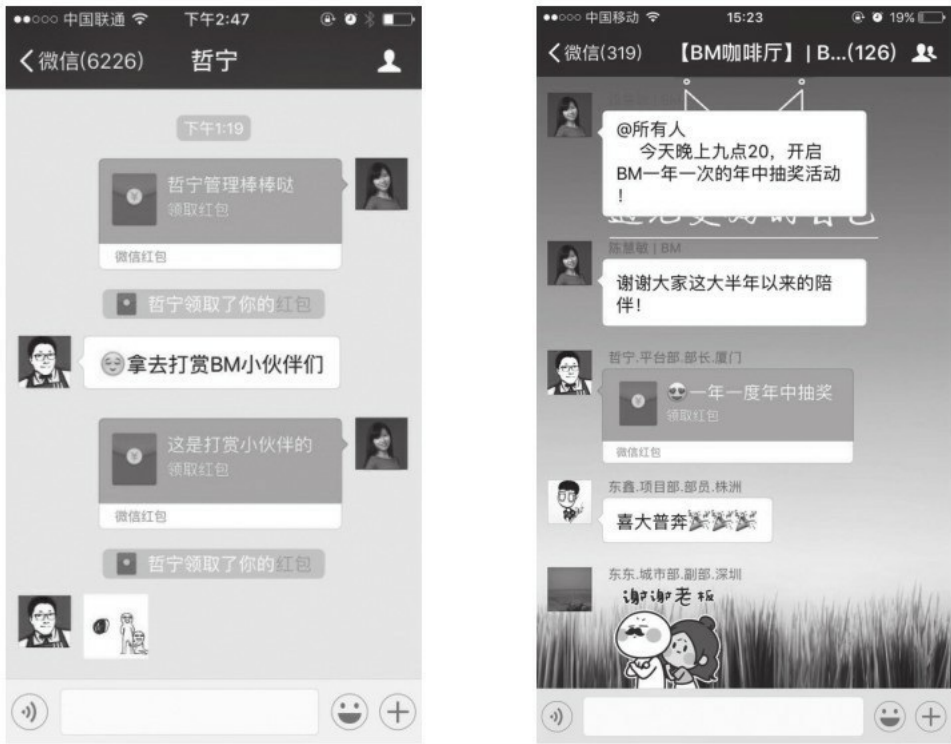 中国联通
下午2:47
微信(6226)
哲宁
下午1:19
哲宁管理棒棒哒
领取红包
微信红包
哲宁领取了你的红包
拿去打赏BM小伙伴们
这是打赏小伙伴的
领取红包
微信红包
哲宁领取了你的红包
中国移动
15:23
19%
微信(319)
【BM咖啡厅】 | B...(126)
@所有人
今天晚上九点20，开启
BM一年一次的年中抽奖活动
！
陈慧敏 | BM
谢谢大家这大半年以来的陪
伴！
哲宁.平台部.部长.厦门
一年一度年中抽奖
领取红包
微信红包
东鑫.项目部.部员.株洲
喜大普奔
东东.城市部.副部.深圳
谢谢老板